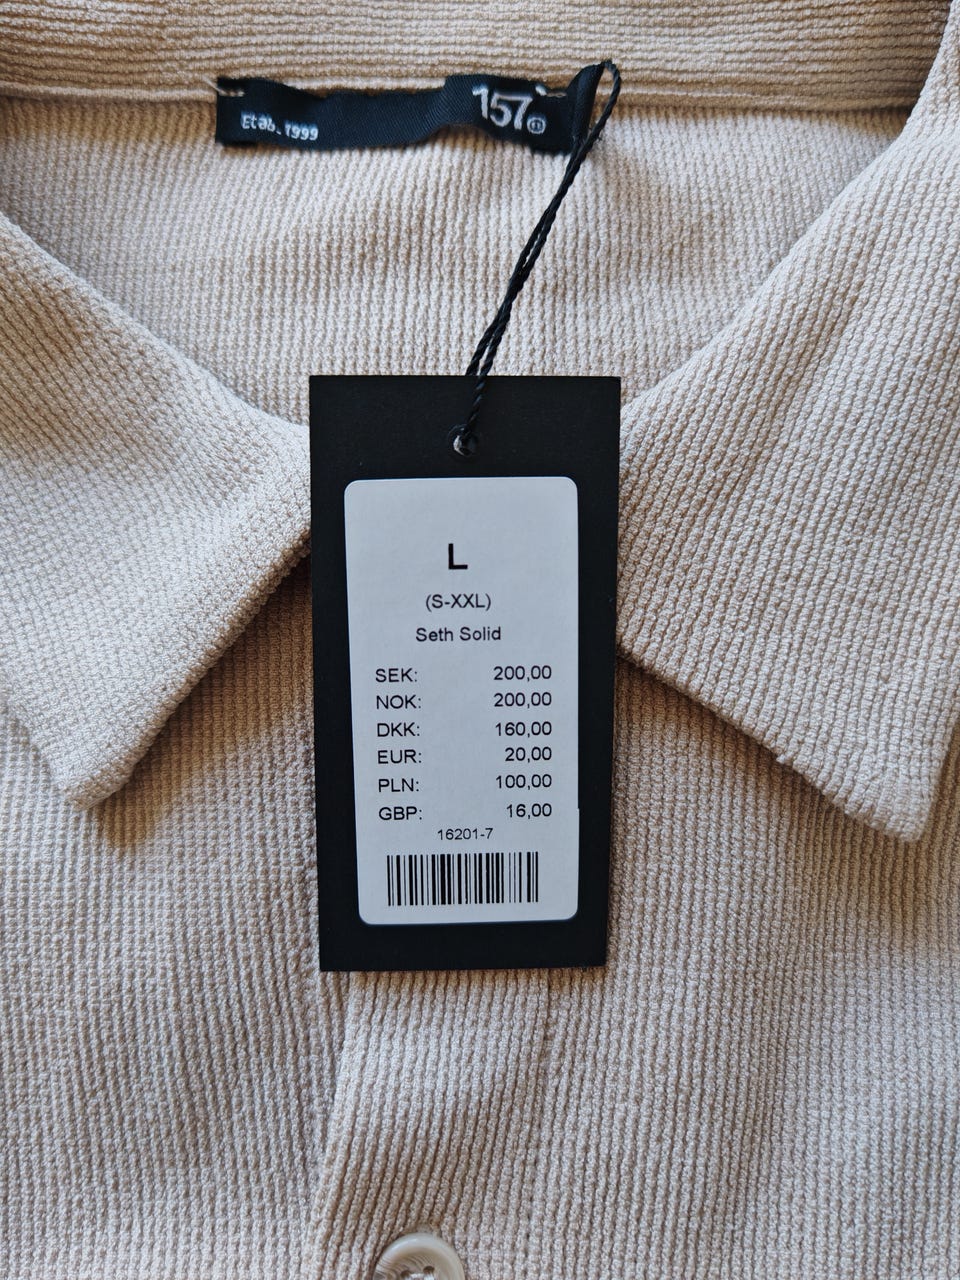 Etab. 1999
157
L
(S-XXL)
Seth Solid
SEK: 200,00
NOK: 200,00
DKK: 160,00
EUR: 20,00
PLN: 100,00
GBP: 16,00
16201-7